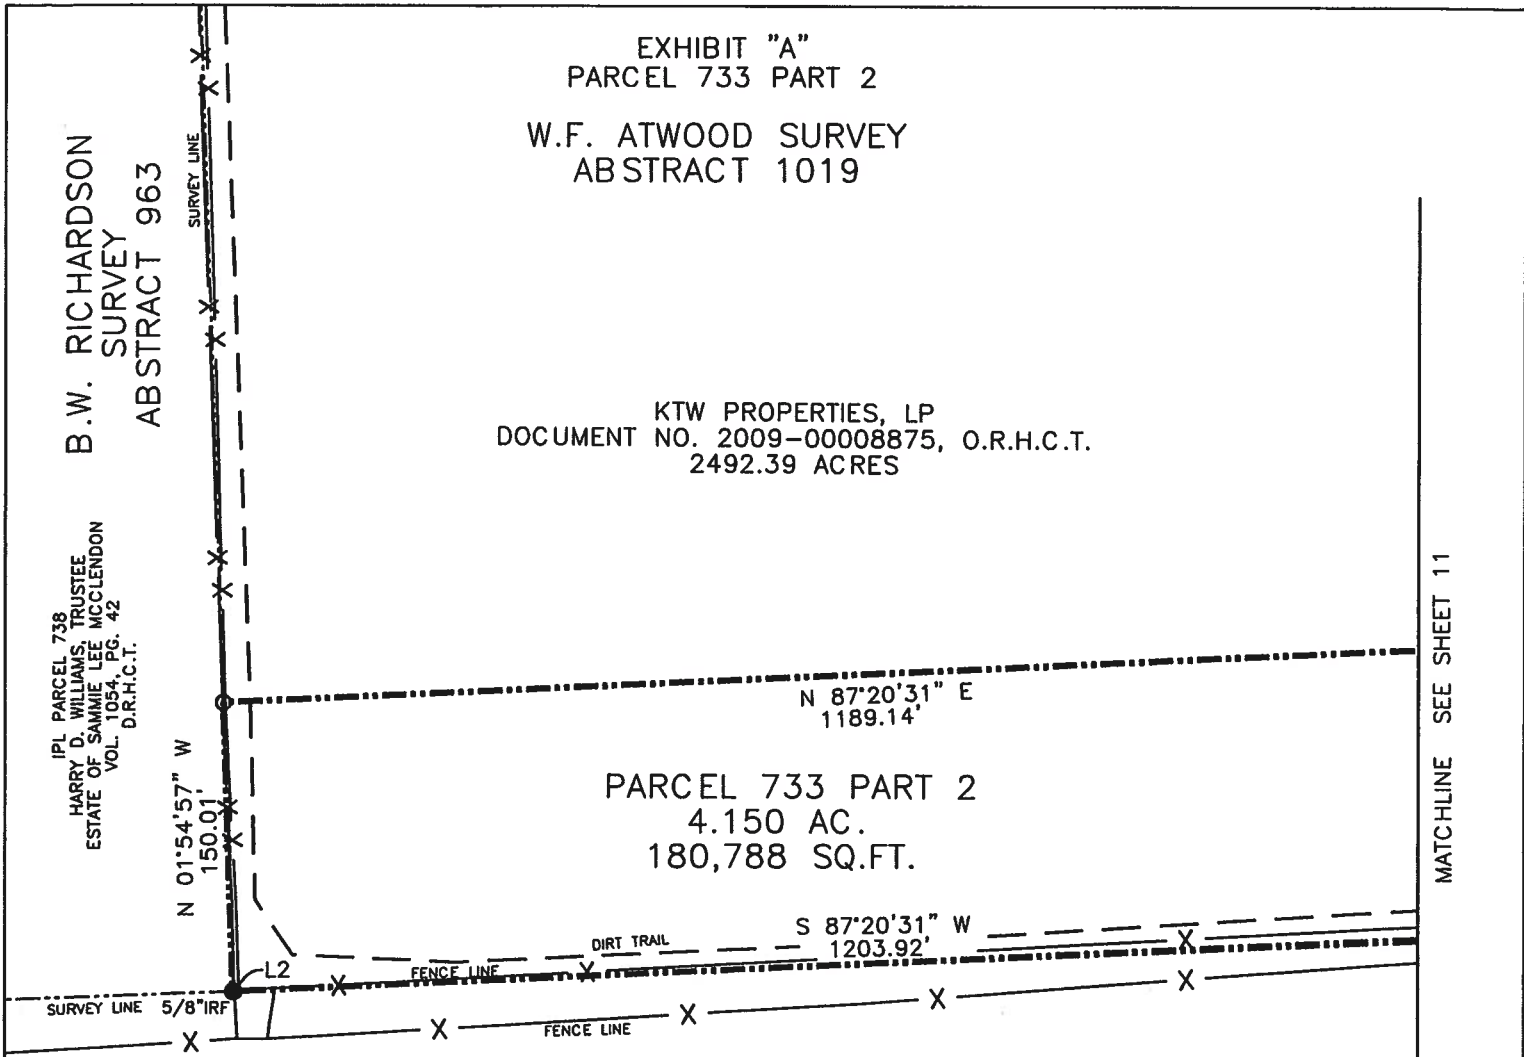 EXHIBIT "A"
PARCEL 733 PART 2
W.F. ATWOOD SURVEY
ABSTRACT 1019
B.W. RICHARDSON
SURVEY
ABSTRACT 963
SURVEY LINE
KTW PROPERTIES, LP
DOCUMENT NO. 2009-00008875, O.R.H.C.T.
2492.39 ACRES
IPL PARCEL 738
HARRY D. WILLIAMS, TRUSTEE
ESTATE OF SAMMIE LEE MCCLENDON
VOL. 1054, PG. 42
D.R.H.C.T.
MATCHLINE SEE SHEET 11
N 87°20'31" E
1189.14'
N 01°54'57" W
150.01'
PARCEL 733 PART 2
4.150 AC.
180,788 SQ.FT.
S 87°20'31" W
1203.92'
DIRT TRAIL
FENCE LINE
L2
SURVEY LINE
5/8"IRF
FENCE LINE